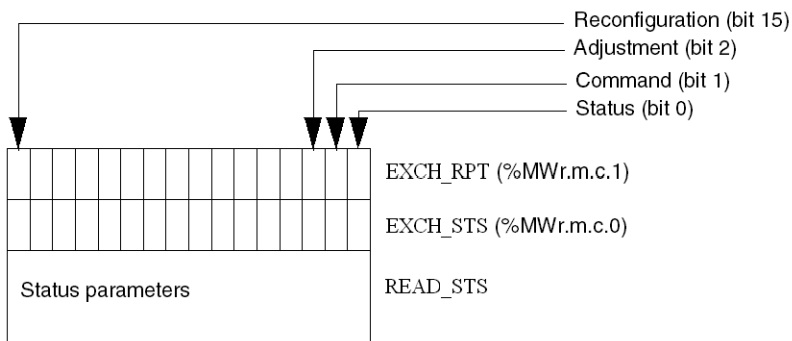 Reconfiguration (bit 15)
Adjustment (bit 2)
Command (bit 1)
Status (bit 0)
EXCH_RPT (%MWr.m.c.1)
EXCH_STS (%MWr.m.c.0)
Status parameters READ_STS